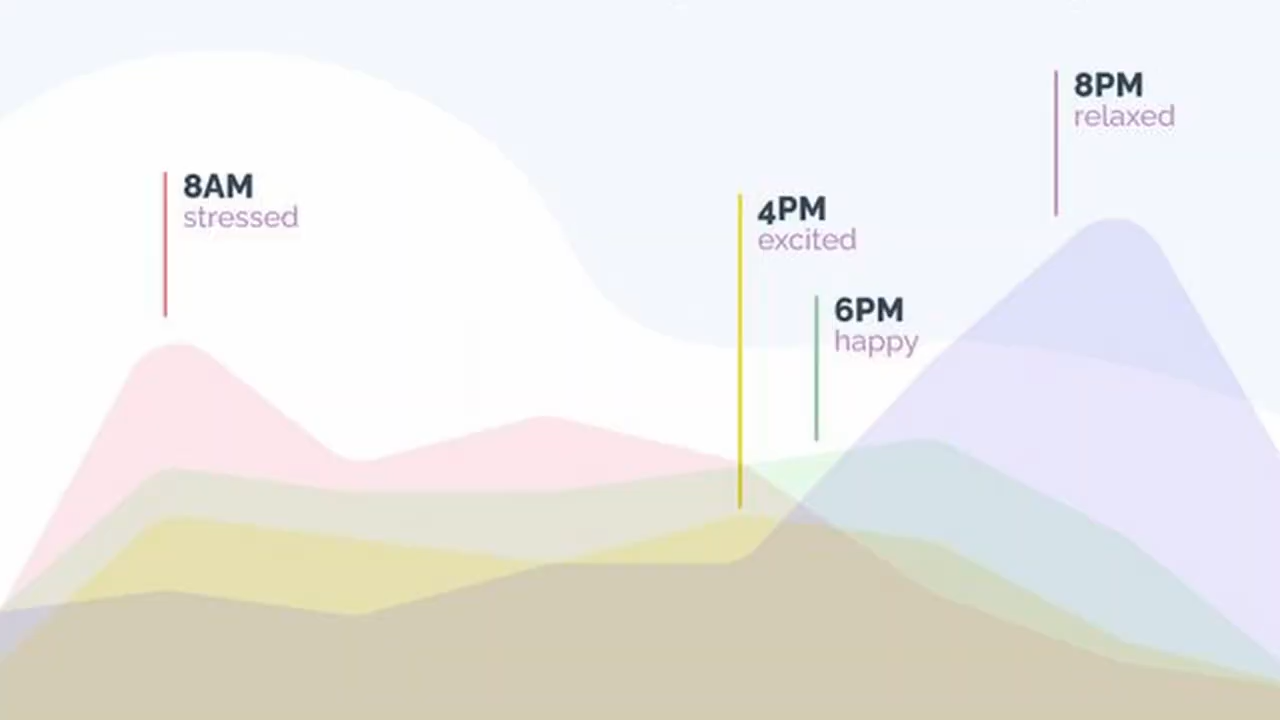 8AM
stressed
4PM
excited
6PM
happy
8PM
relaxed